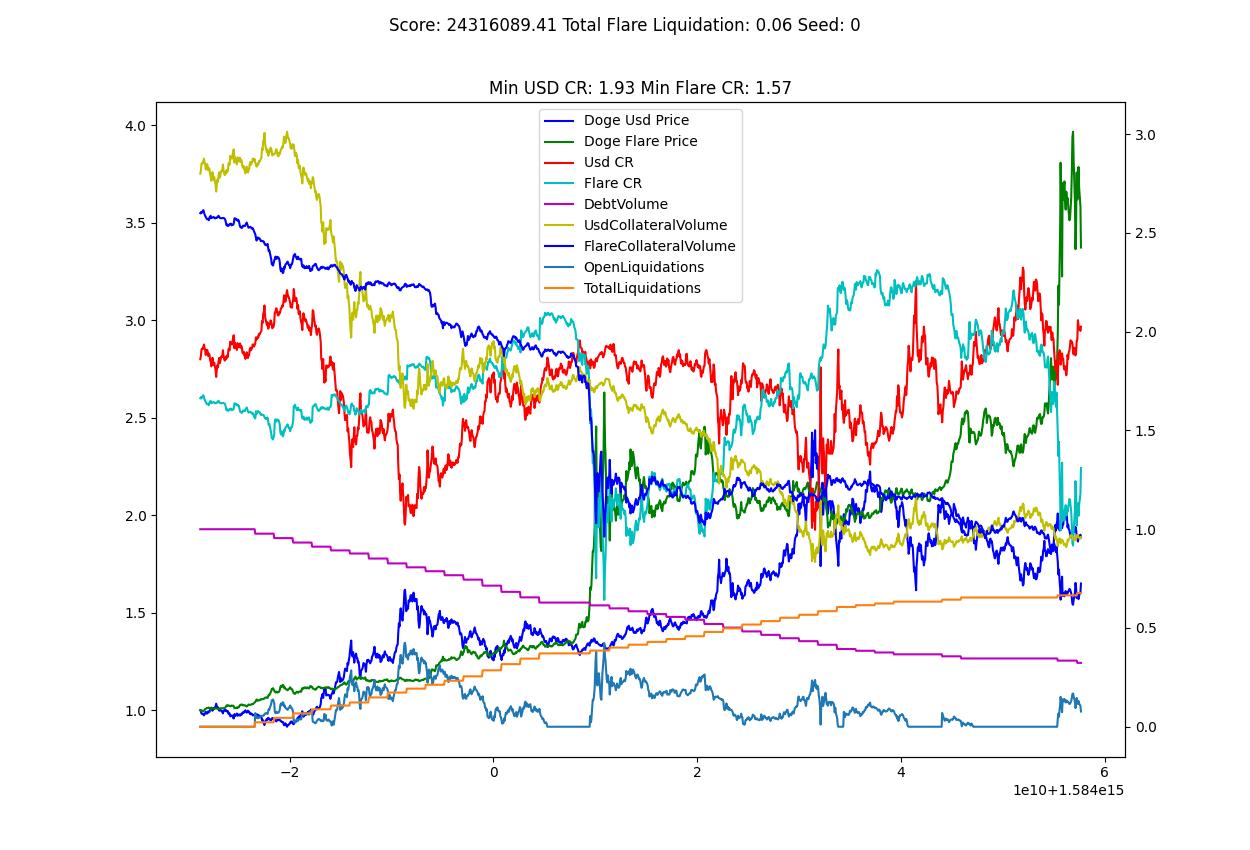 Score: 24316089.41 Total Flare Liquidation: 0.06 Seed: 0
Min USD CR: 1.93 Min Flare CR: 1.57
Doge Usd Price
Doge Flare Price
Usd CR
Flare CR
DebtVolume
UsdCollateralVolume
FlareCollateralVolume
OpenLiquidations
TotalLiquidations
4.0
3.5
3.0
2.5
2.0
1.5
1.0
3.0
2.5
2.0
1.5
1.0
0.5
0.0
−2 0 2 4 6
1e10+1.584e15